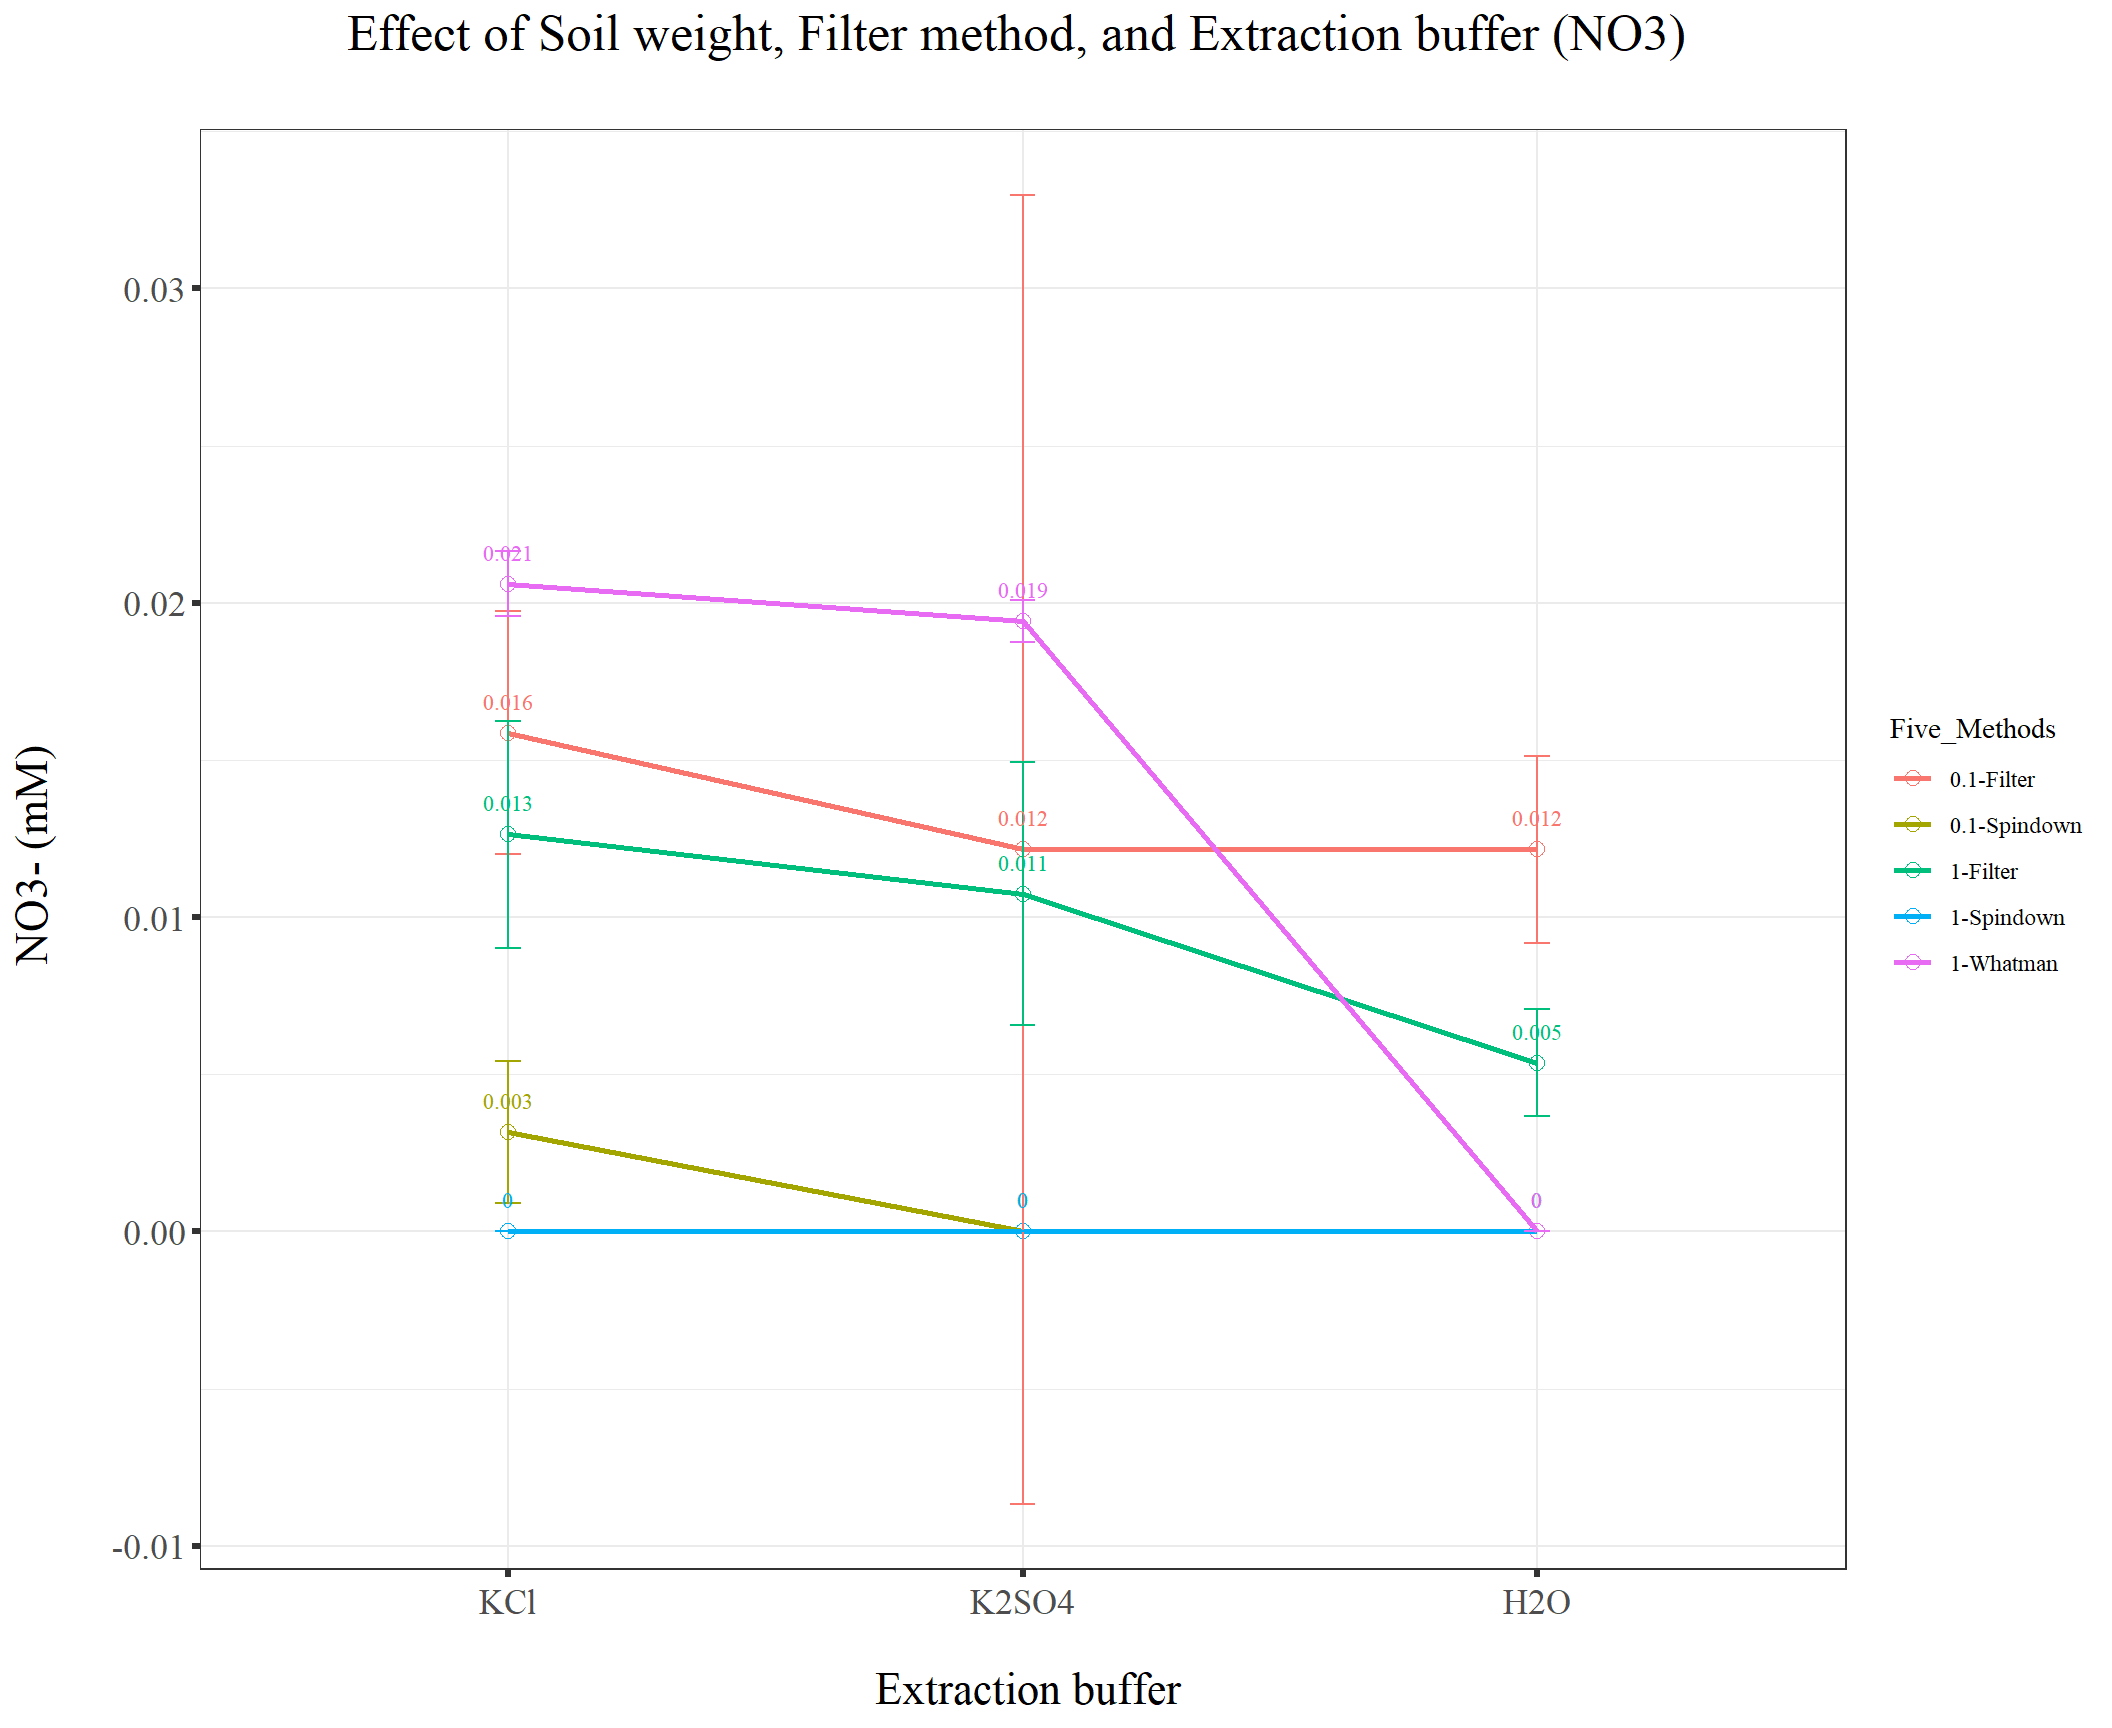 Effect of Soil weight, Filter method, and Extraction buffer (NO3)
NO3- (mM)
0.03
0.02
0.01
0.00
-0.01
0.021
0.019
0.016
0.013
0.012
0.012
0.011
0.005
0.003
0
0
0
KCl
K2SO4
H2O
Extraction buffer
Five_Methods
0.1-Filter
0.1-Spindown
1-Filter
1-Spindown
1-Whatman